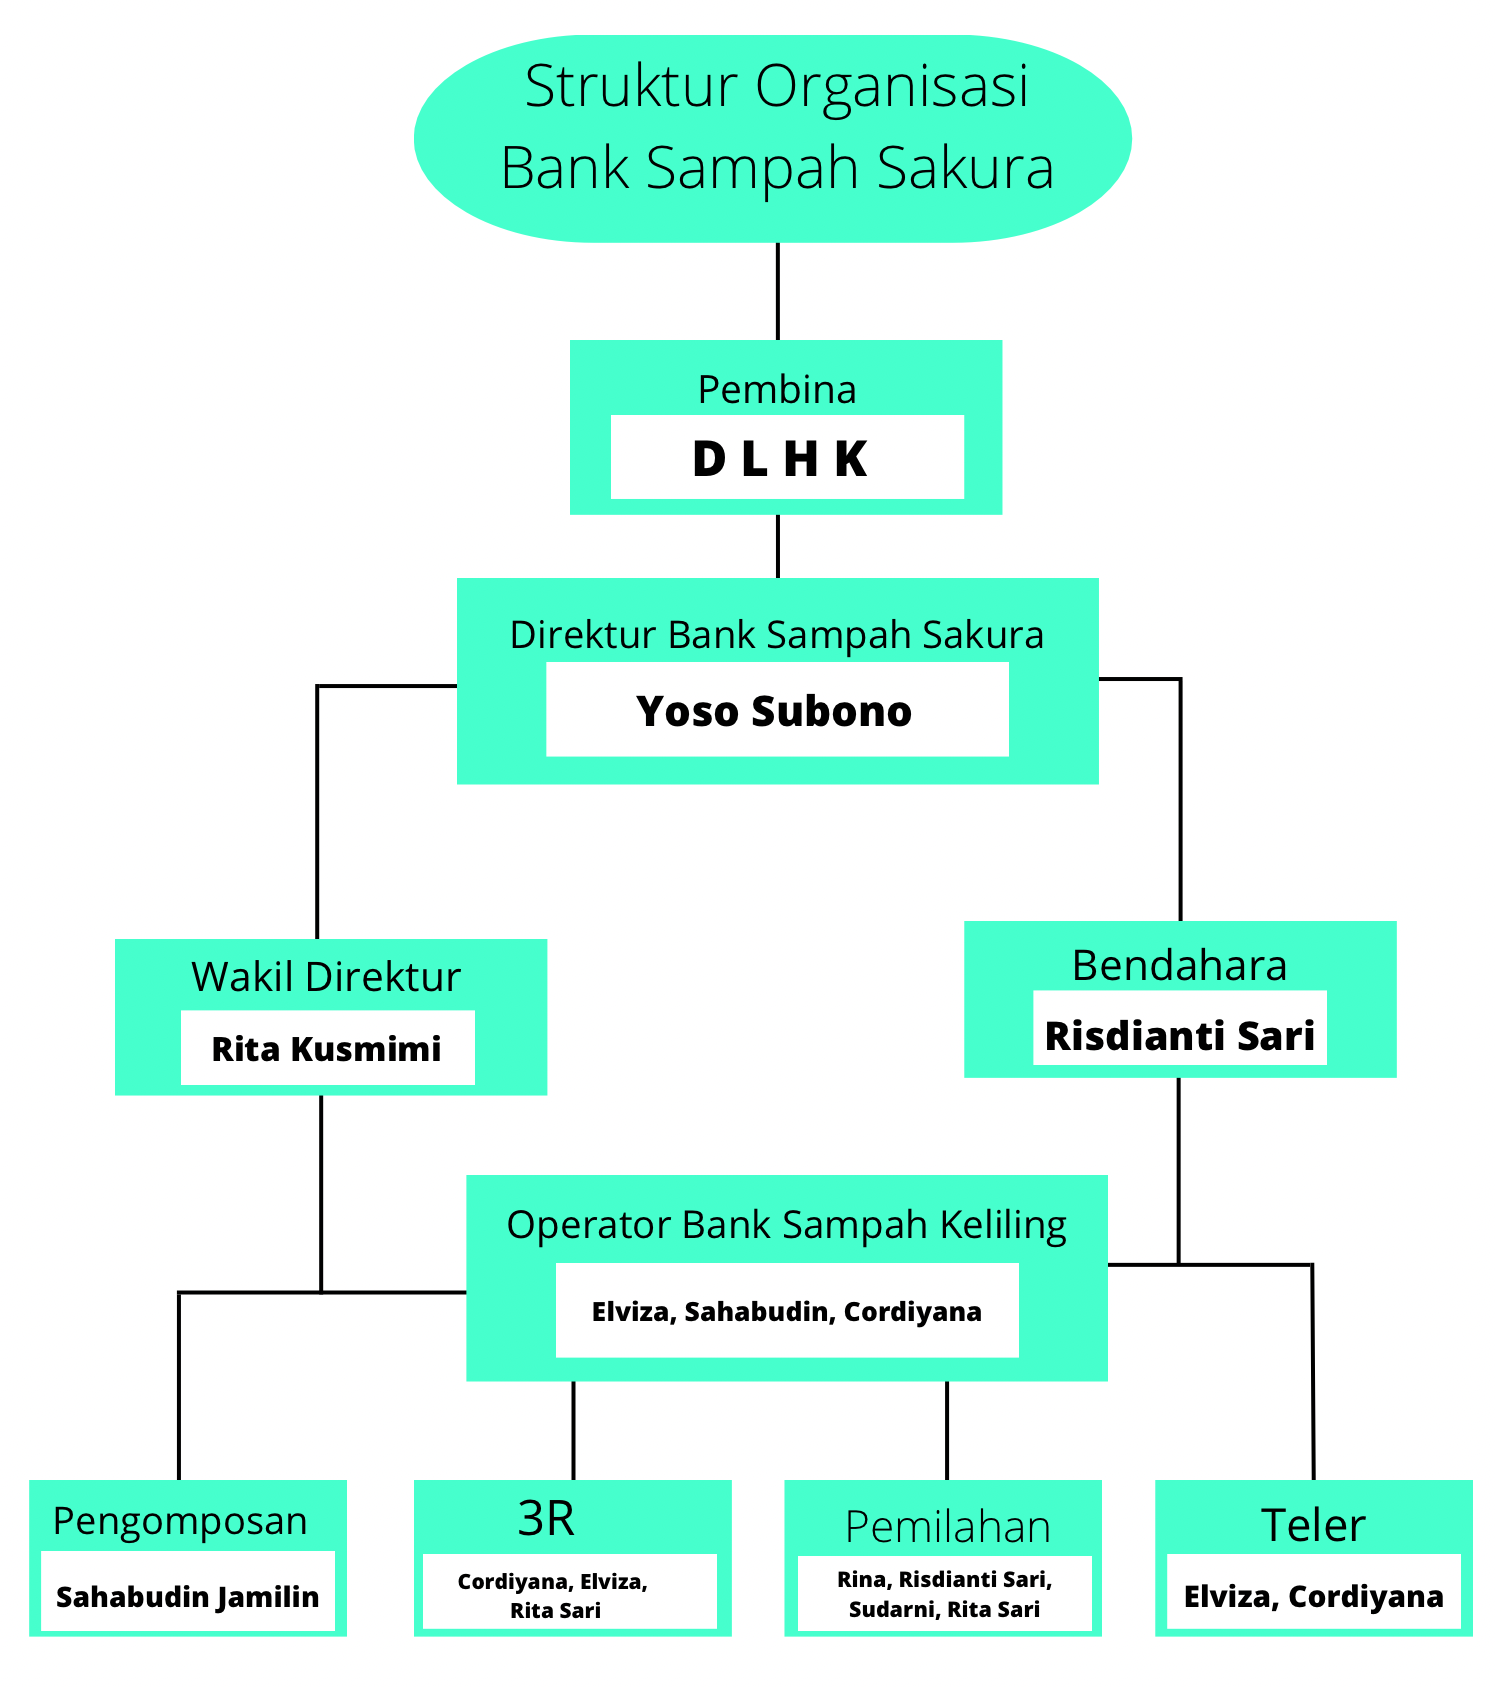 Struktur Organisasi
Bank Sampah Sakura
Pembina
D L H K
Direktur Bank Sampah Sakura
Yoso Subono
Wakil Direktur
Rita Kusmimi
Bendahara
Risdianti Sari
Operator Bank Sampah Keliling
Elviza, Sahabudin, Cordiyana
Pengomposan
Sahabudin Jamilin
3R
Cordiyana, Elviza,
Rita Sari
Pemilahan
Rina, Risdianti Sari,
Sudarni, Rita Sari
Teler
Elviza, Cordiyana